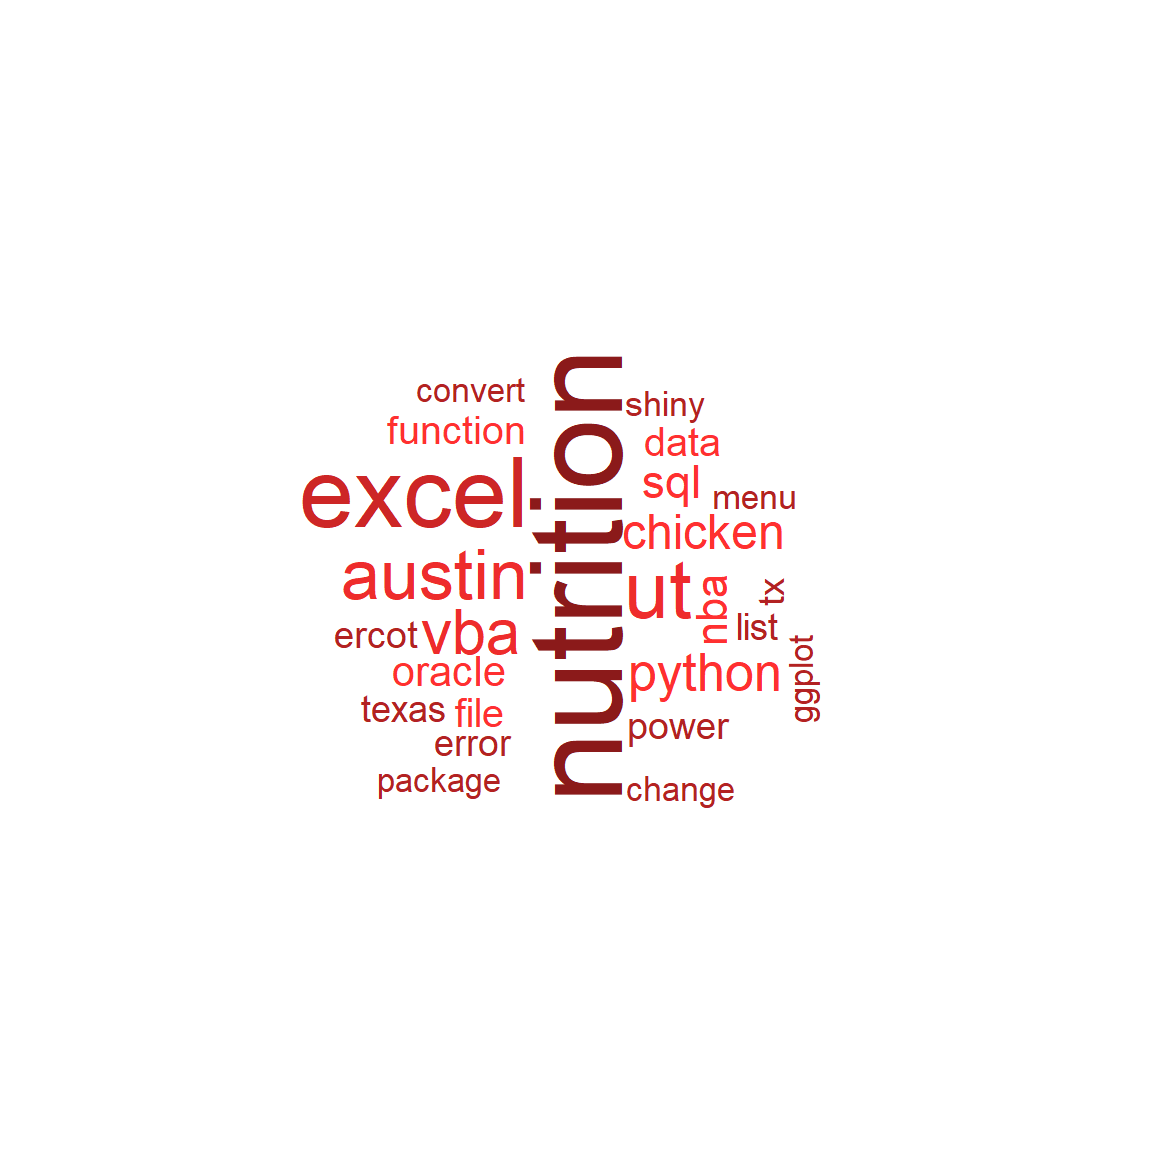 convert
function
excel
austin
ercot
vba
oracle
texas
file
error
package
nutrition
shiny
data
sql
menu
chicken
ut
nba
tx
list
python
ggplot
power
change